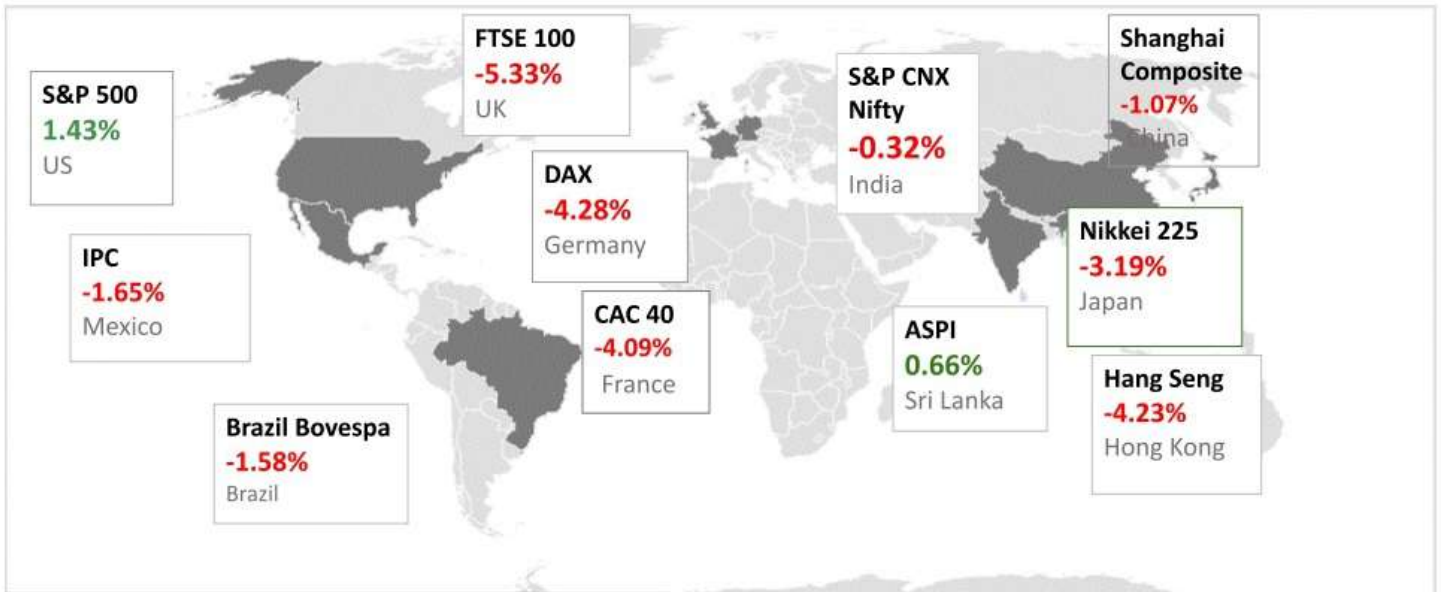 S&P 500
1.43%
US
FTSE 100
-5.33%
UK
S&P CNX
Nifty
-0.32%
India
Shanghai
Composite
-1.07%
China
DAX
-4.28%
Germany
Nikkei 225
-3.19%
Japan
IPC
-1.65%
Mexico
CAC 40
-4.09%
France
ASPI
0.66%
Sri Lanka
Hang Seng
-4.23%
Hong Kong
Brazil Bovespa
-1.58%
Brazil